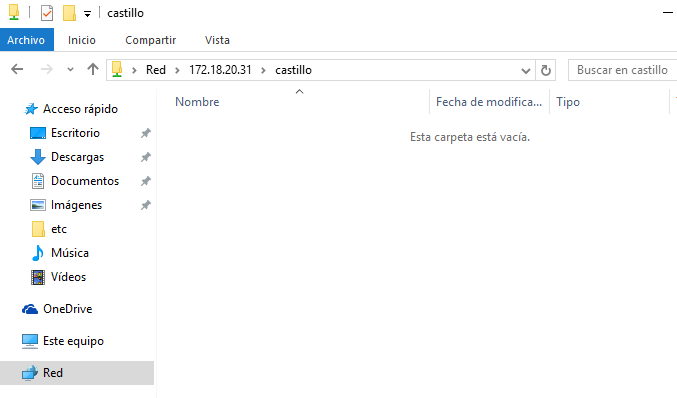 castillo
Archivo Inicio Compartir Vista
Red 172.18.20.31 castillo Buscar en castillo
Nombre Fecha de modifica... Tipo
Esta carpeta está vacía.
Acceso rápido
Escritorio
Descargas
Documentos
Imágenes
etc
Música
Vídeos
OneDrive
Este equipo
Red